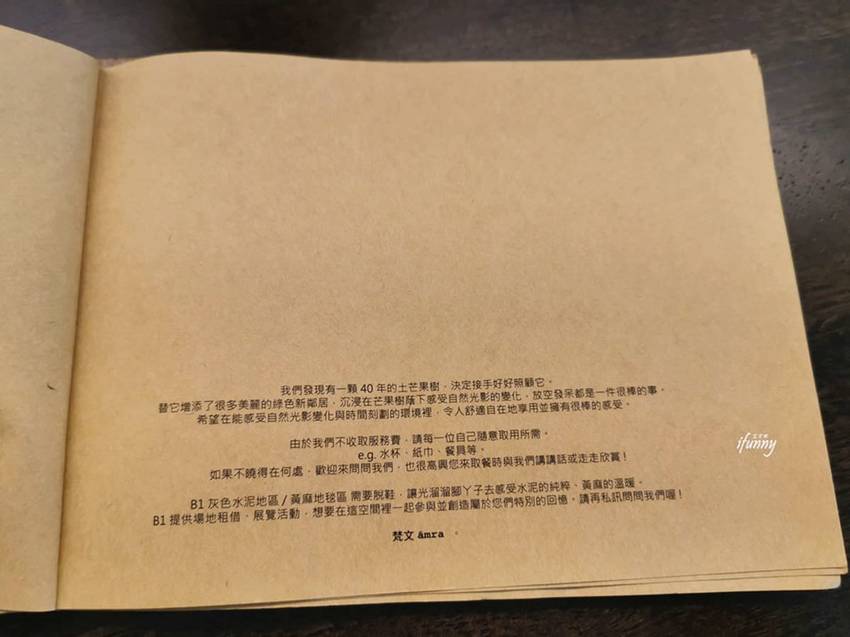 我們發現有一顆 40 年的土芒果樹，決定接手好好照顧它。
替它增添了很多美麗的綠色新鄰居，沉浸在芒果樹蔭下感受自然光影的變化，放空發呆都是一件很棒的事。
希望在能感受自然光影變化與時間刻劃的環境裡，令人舒適自在地享用並擁有很棒的感受。
由於我們不收取服務費，請每一位自己隨意取用所需。
e.g. 水杯、紙巾、餐具等。
如果不曉得在何處，歡迎來問問我們，也很高興您來取餐時與我們講講話或走走欣賞！
B1 灰色水泥地區 / 黃麻地毯區 需要脫鞋，讓光溜溜腳丫子去感受水泥的純粹、黃麻的溫暖。
B1 提供場地租借、展覽活動，想要在這空間裡一起參與並創造屬於您們特別的回憶。請再私訊問問我們喔！
梵文 āmra 。
ifunny